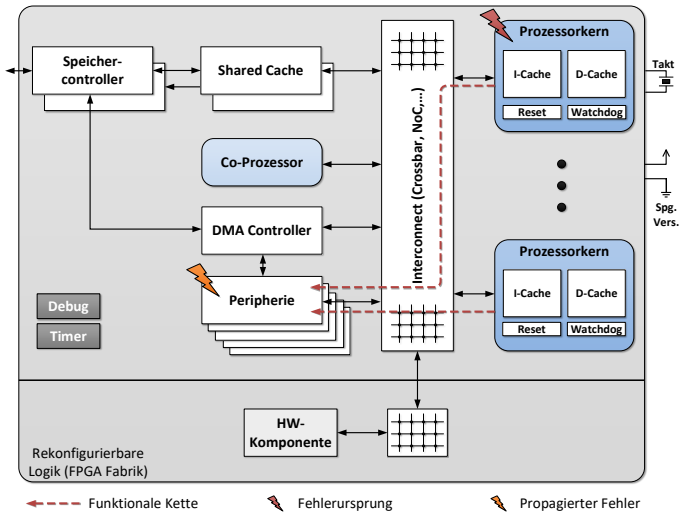 Prozessorkern
Speicher-
controller
Shared Cache
I-Cache
D-Cache
Takt
Reset
Watchdog
Co-Prozessor
Interconnect (Crossbar, NoC,...)
Spg.
Vers.
DMA Controller
Prozessorkern
Peripherie
I-Cache
D-Cache
Debug
Timer
Reset
Watchdog
HW-
Komponente
Rekonfigurierbare
Logik (FPGA Fabrik)
Funktionale Kette
Fehlerursprung
Propagierter Fehler